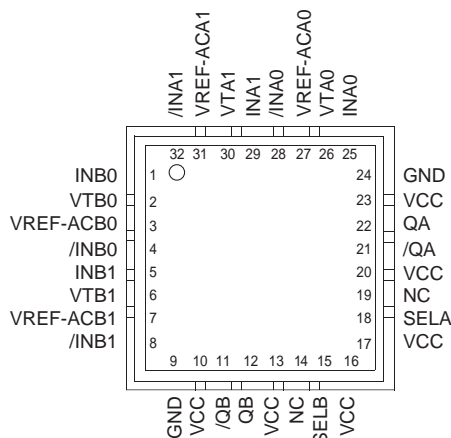 /INA1
VREF-ACA1
VTA1
INA1
/INA0
VREF-ACA0
VTA0
INA0
32 31 30 29 28 27 26 25
INB0 1 24 GND
VTB0 2 23 VCC
VREF-ACB0 3 22 QA
/INB0 4 21 /QA
INB1 5 20 VCC
VTB1 6 19 NC
VREF-ACB1 7 18 SELA
/INB1 8 17 VCC
9 10 11 12 13 14 15 16
GND
VCC
/QB
QB
VCC
NC
SELB
VCC